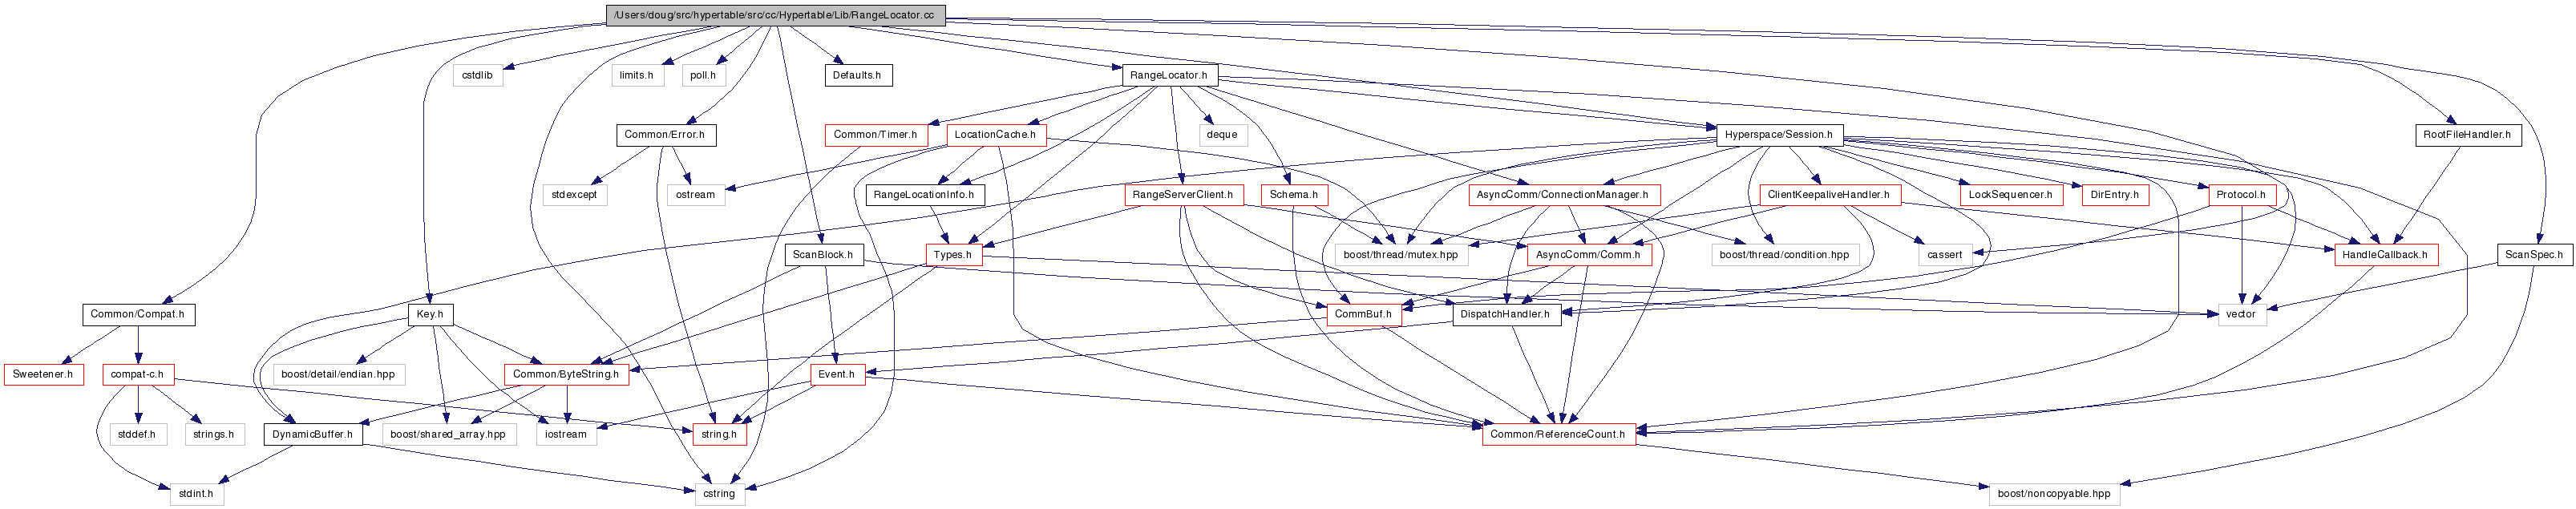 /Users/doug/src/hypertable/src/cc/Hypertable/Lib/RangeLocator.cc
cstdlib
limits.h
poll.h
Defaults.h
RangeLocator.h
Common/Error.h
Common/Timer.h
LocationCache.h
deque
Hyperspace/Session.h
RootFileHandler.h
stdexcept
ostream
RangeLocationInfo.h
RangeServerClient.h
Schema.h
AsyncComm/ConnectionManager.h
ClientKeepaliveHandler.h
LockSequencer.h
DirEntry.h
Protocol.h
ScanBlock.h
Types.h
boost/thread/mutex.hpp
AsyncComm/Comm.h
boost/thread/condition.hpp
cassert
HandleCallback.h
ScanSpec.h
Common/Compat.h
Key.h
CommBuf.h
DispatchHandler.h
vector
Sweetener.h
compat-c.h
boost/detail/endian.hpp
Common/ByteString.h
Event.h
stddef.h
strings.h
DynamicBuffer.h
boost/shared_array.hpp
iostream
string.h
Common/ReferenceCount.h
stdint.h
cstring
boost/noncopyable.hpp